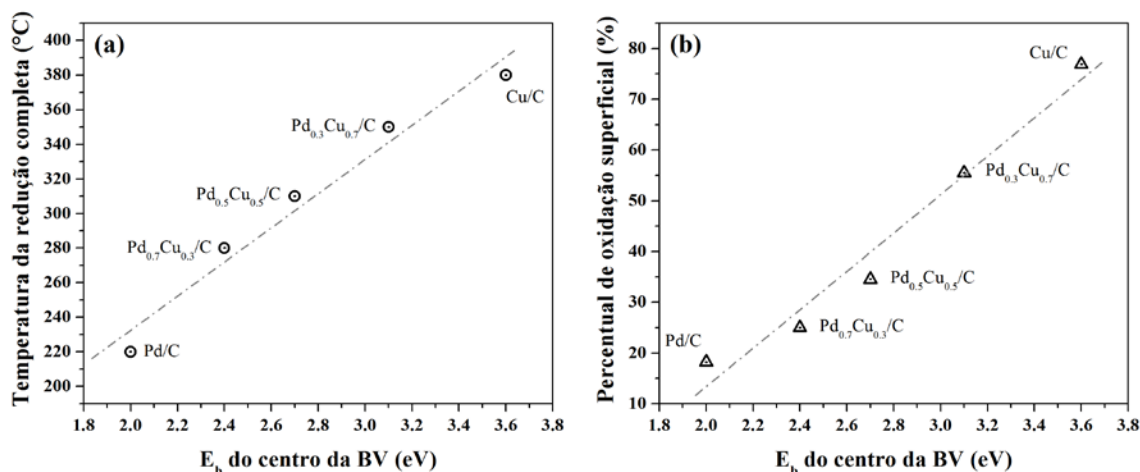 (a)
Temperatura da redução completa (°C)
400
380
360
340
320
300
280
260
240
220
200
Cu/C
Pd0.3Cu0.7/C
Pd0.5Cu0.5/C
Pd0.7Cu0.3/C
Pd/C
1.8 2.0 2.2 2.4 2.6 2.8 3.0 3.2 3.4 3.6 3.8
Eb do centro da BV (eV)
(b)
Percentual de oxidação superficial (%)
80
70
60
50
40
30
20
10
Cu/C
Pd0.3Cu0.7/C
Pd0.5Cu0.5/C
Pd0.7Cu0.3/C
Pd/C
1.8 2.0 2.2 2.4 2.6 2.8 3.0 3.2 3.4 3.6 3.8
Eb do centro da BV (eV)